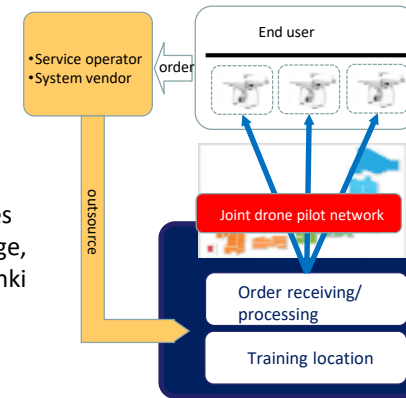 End user
•Service operator
•System vendor
order
outsource
es
ge,
nki
Joint drone pilot network
Order receiving/
processing
Training location